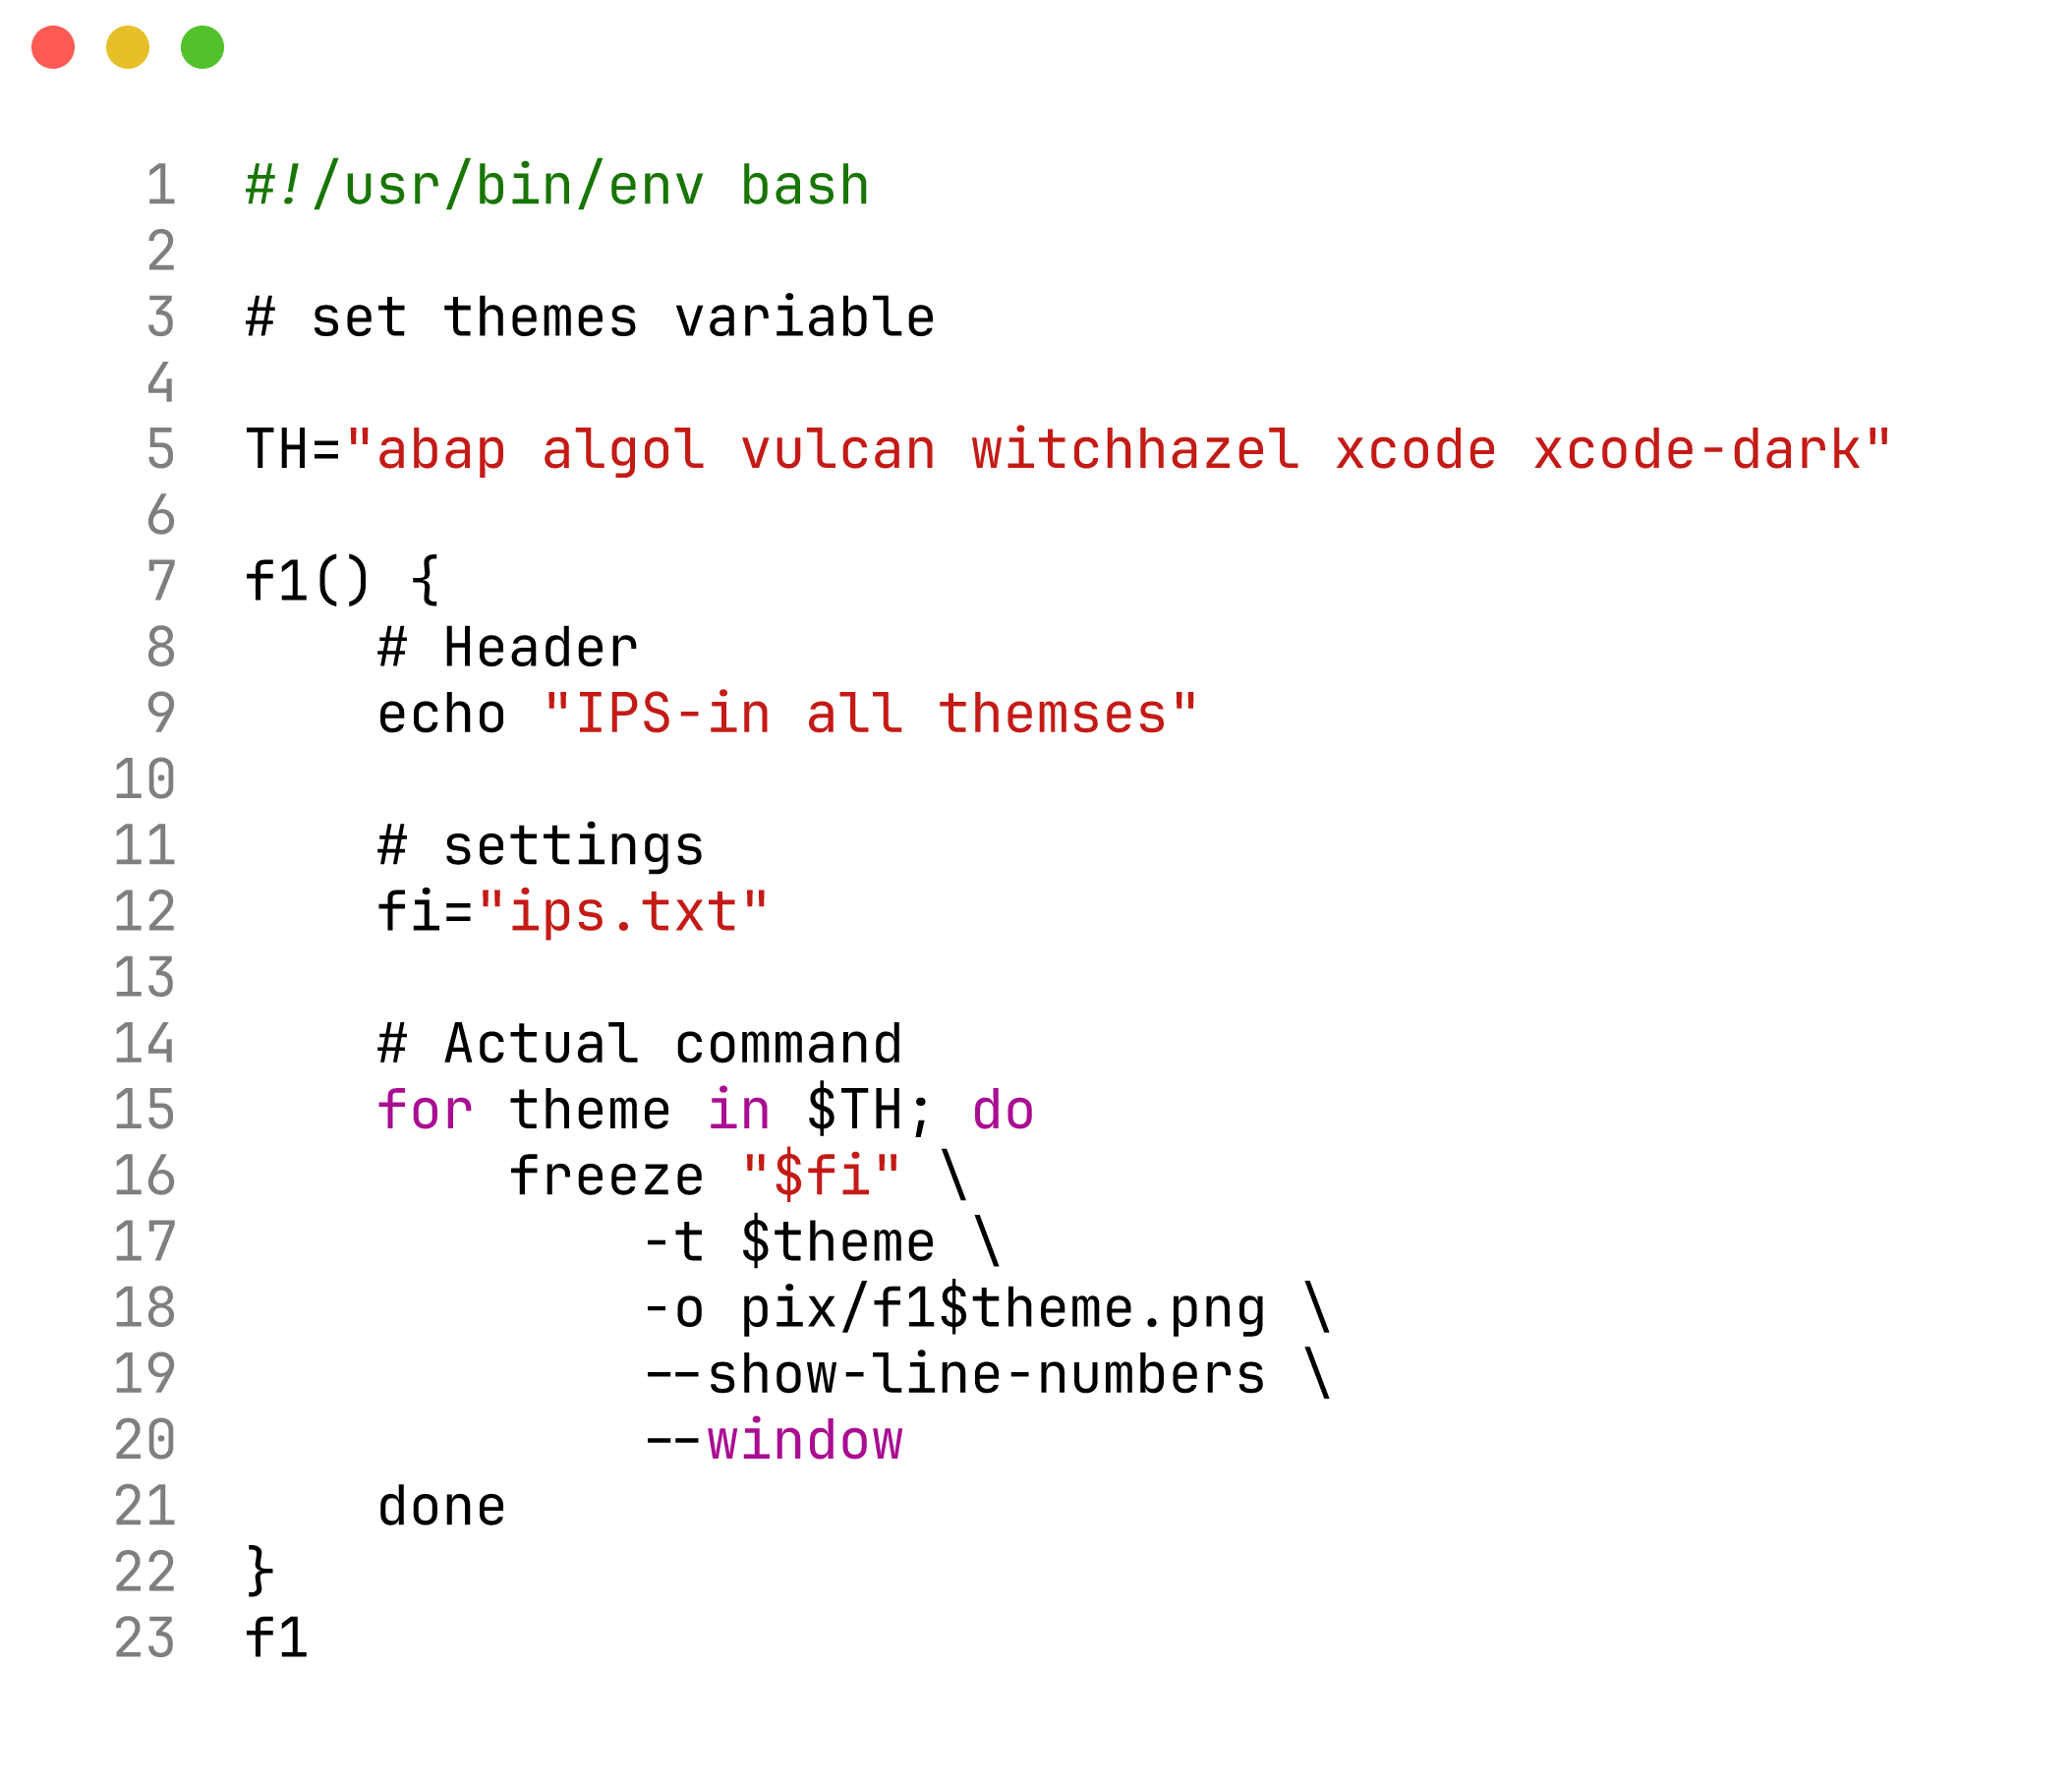 1 #!/usr/bin/env bash
2
3 # set themes variable
4
5 TH="abap algol vulcan witchhazel xcode xcode-dark"
6
7 f1() {
8     # Header
9     echo "IPS-in all themses"
10
11     # settings
12     fi="ips.txt"
13
14     # Actual command
15     for theme in $TH; do
16         freeze "$fi" \
17             -t $theme \
18             -o pix/f1$theme.png \
19             --show-line-numbers \
20             --window
21     done
22 }
23 f1